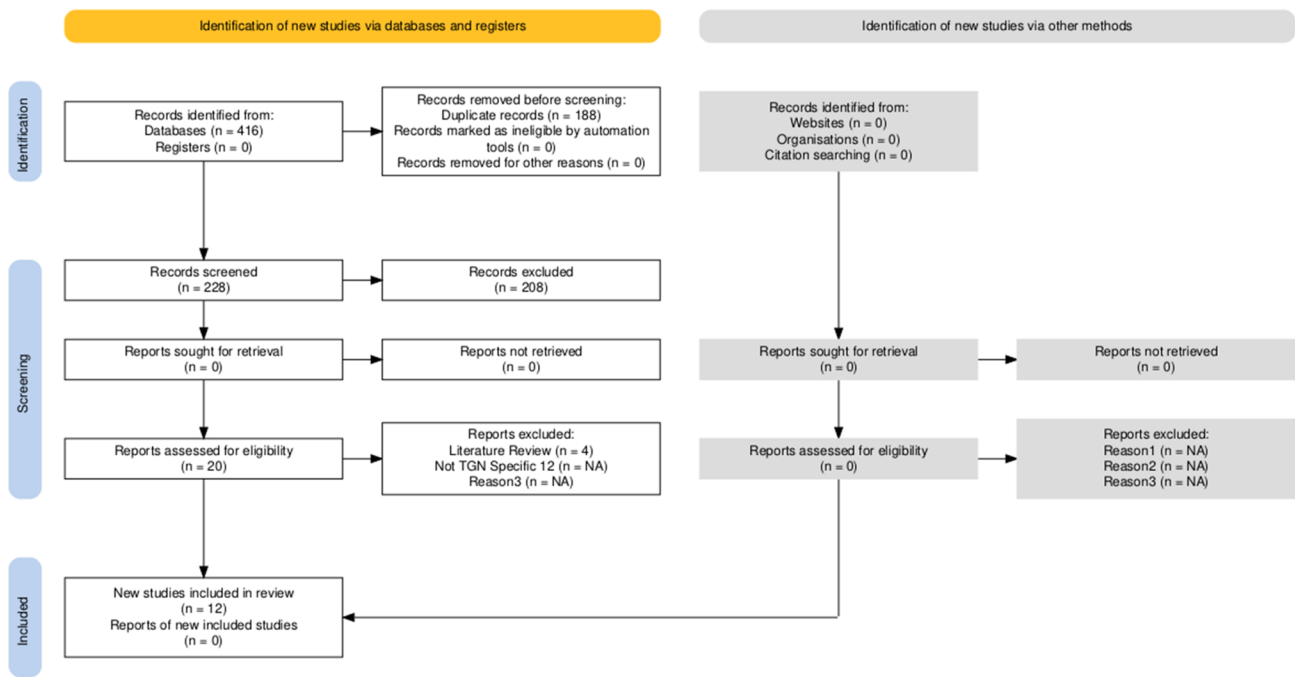 Identification of new studies via databases and registers
Identification of new studies via other methods
Identification
Records identified from:
Databases (n = 416)
Registers (n = 0)
Records removed before screening:
Duplicate records (n = 188)
Records marked as ineligible by automation
tools (n = 0)
Records removed for other reasons (n = 0)
Records identified from:
Websites (n = 0)
Organisations (n = 0)
Citation searching (n = 0)
Screening
Records screened
(n = 228)
Records excluded
(n = 208)
Reports sought for retrieval
(n = 0)
Reports not retrieved
(n = 0)
Reports sought for retrieval
(n = 0)
Reports not retrieved
(n = 0)
Reports assessed for eligibility
(n = 20)
Reports excluded:
Literature Review (n = 4)
Not TGN Specific 12 (n = NA)
Reason3 (n = NA)
Reports assessed for eligibility
(n = 0)
Reports excluded:
Reason1 (n = NA)
Reason2 (n = NA)
Reason3 (n = NA)
Included
New studies included in review
(n = 12)
Reports of new included studies
(n = 0)